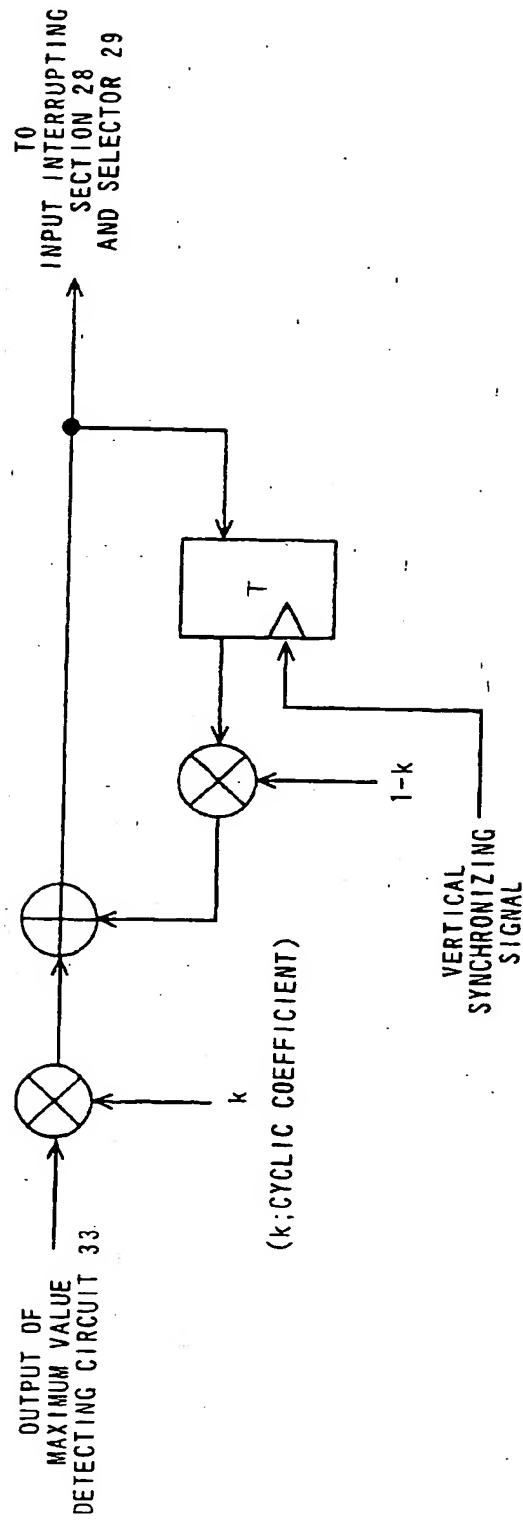 OUTPUT OF
MAXIMUM VALUE
DETECTING CIRCUIT 33
k
(k;CYCLIC COEFFICIENT)
1-k
T
VERTICAL
SYNCHRONIZING
SIGNAL
TO
INPUT INTERRUPTING
SECTION 28
AND SELECTOR 29